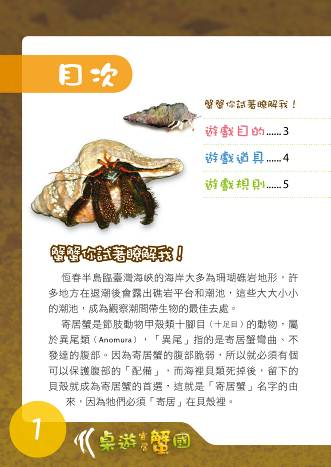 目次
蟹蟹你試著瞭解我！
遊戲目的......3
遊戲道具......4
遊戲規則......5
蟹蟹你試著瞭解我！
恆春半島臨臺灣海峽的海岸大多為珊瑚礁岩地形，許
多地方在退潮後會露出礁岩平台和潮池，這些大大小小
的潮池，成為觀察潮間帶生物的最佳去處。
寄居蟹是節肢動物甲殼類十腳目（十足目）的動物，屬
於異尾類（Anomura），「異尾」指的是寄居蟹彎曲、不
發達的腹部。因為寄居蟹的腹部脆弱，所以就必須有個
可以保護腹部的「配備」，而海裡貝類死掉後，留下的
貝殼就成為寄居蟹的首選，這就是「寄居蟹」名字的由
來，因為牠們必須「寄居」在貝殼裡。
1
桌遊寄居蟹國